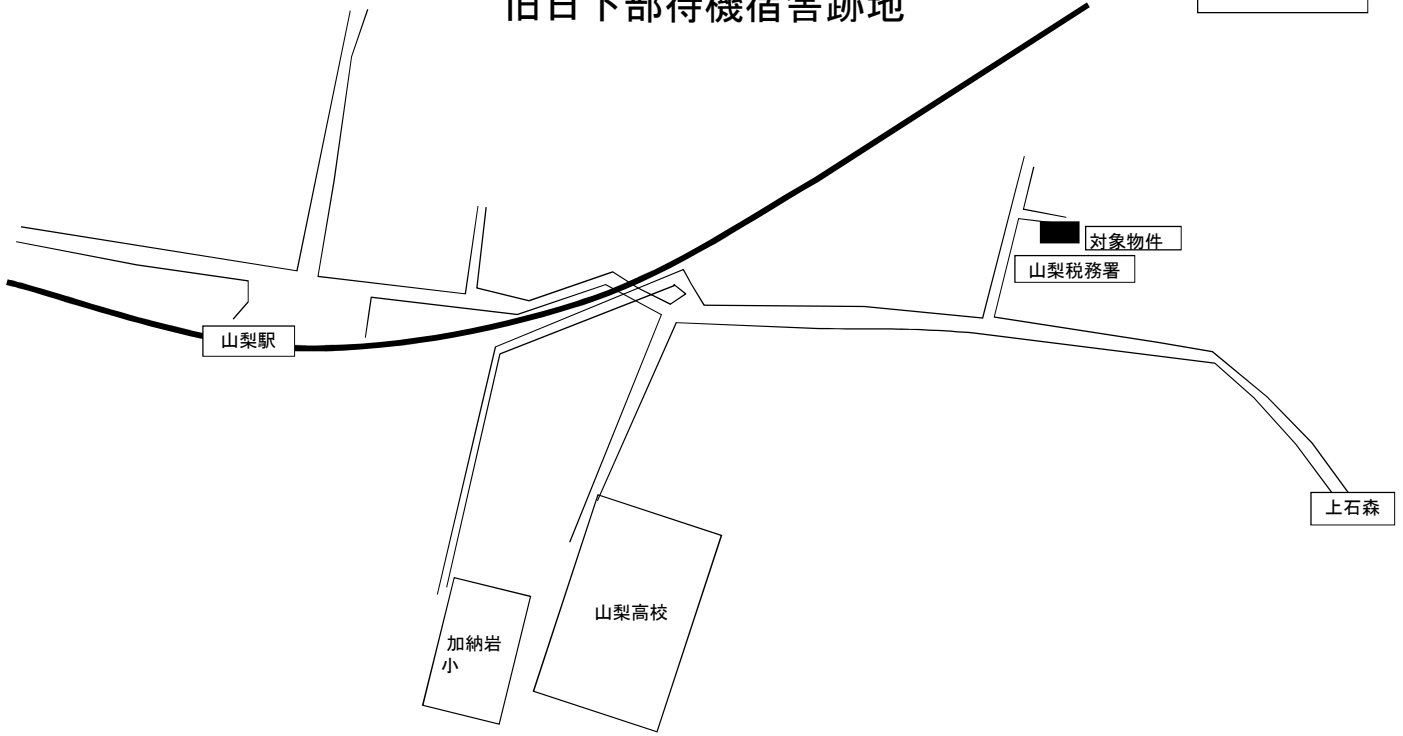 旧日下部待機宿舎跡地
対象物件
山梨税務署
山梨駅
上石森
山梨高校
加納岩
小